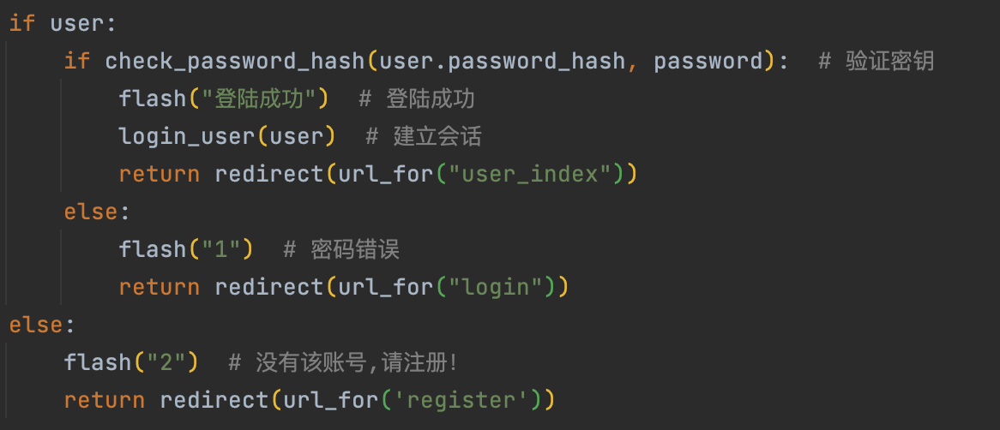 if user:
    if check_password_hash(user.password_hash, password):  # 验证密钥
        flash("登陆成功")  # 登陆成功
        login_user(user)  # 建立会话
        return redirect(url_for("user_index"))
    else:
        flash("1")  # 密码错误
        return redirect(url_for("login"))
else:
    flash("2")  # 没有该账号,请注册!
    return redirect(url_for('register'))